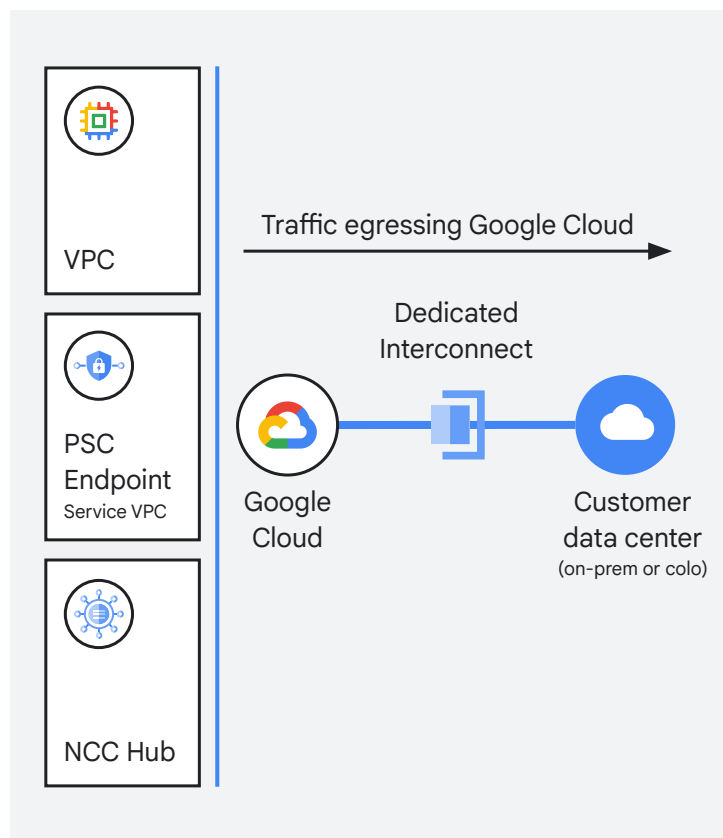 VPC
PSC
Endpoint
Service VPC
NCC Hub
Traffic egressing Google Cloud
Dedicated
Interconnect
Google
Cloud
Customer
data center
(on-prem or colo)